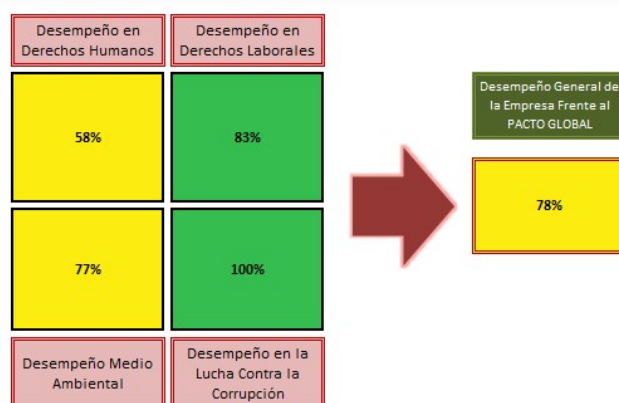 Desempeño en
Derechos Humanos
Desempeño en
Derechos Laborales
58%
83%
77%
100%
Desempeño Medio
Ambiental
Desempeño en la
Lucha Contra la
Corrupción
Desempeño General de
la Empresa Frente al
PACTO GLOBAL
78%